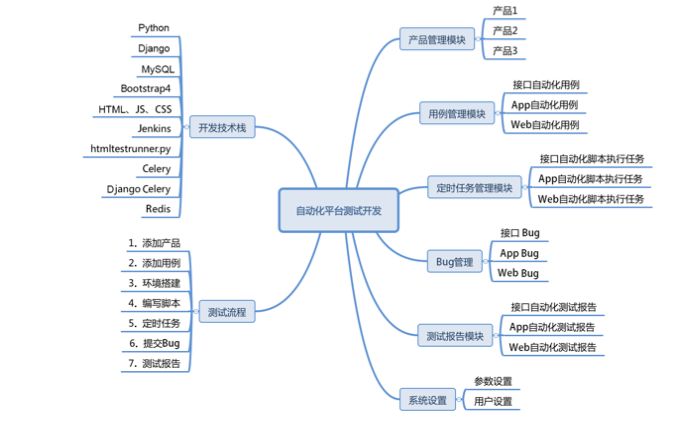 Python
Django
MySQL
Bootstrap4
HTML、JS、CSS
Jenkins
htmltestrunner.py
Celery
Django Celery
Redis
开发技术栈
1、添加产品
2、添加用例
3、环境搭建
4、编写脚本
5、定时任务
6、提交Bug
7、测试报告
测试流程
自动化平台测试开发
产品管理模块
产品1
产品2
产品3
用例管理模块
接口自动化用例
App自动化用例
Web自动化用例
定时任务管理模块
接口自动化脚本执行任务
App自动化脚本执行任务
Web自动化脚本执行任务
Bug管理
接口 Bug
App Bug
Web Bug
测试报告模块
接口自动化测试报告
App自动化测试报告
Web自动化测试报告
系统设置
参数设置
用户设置